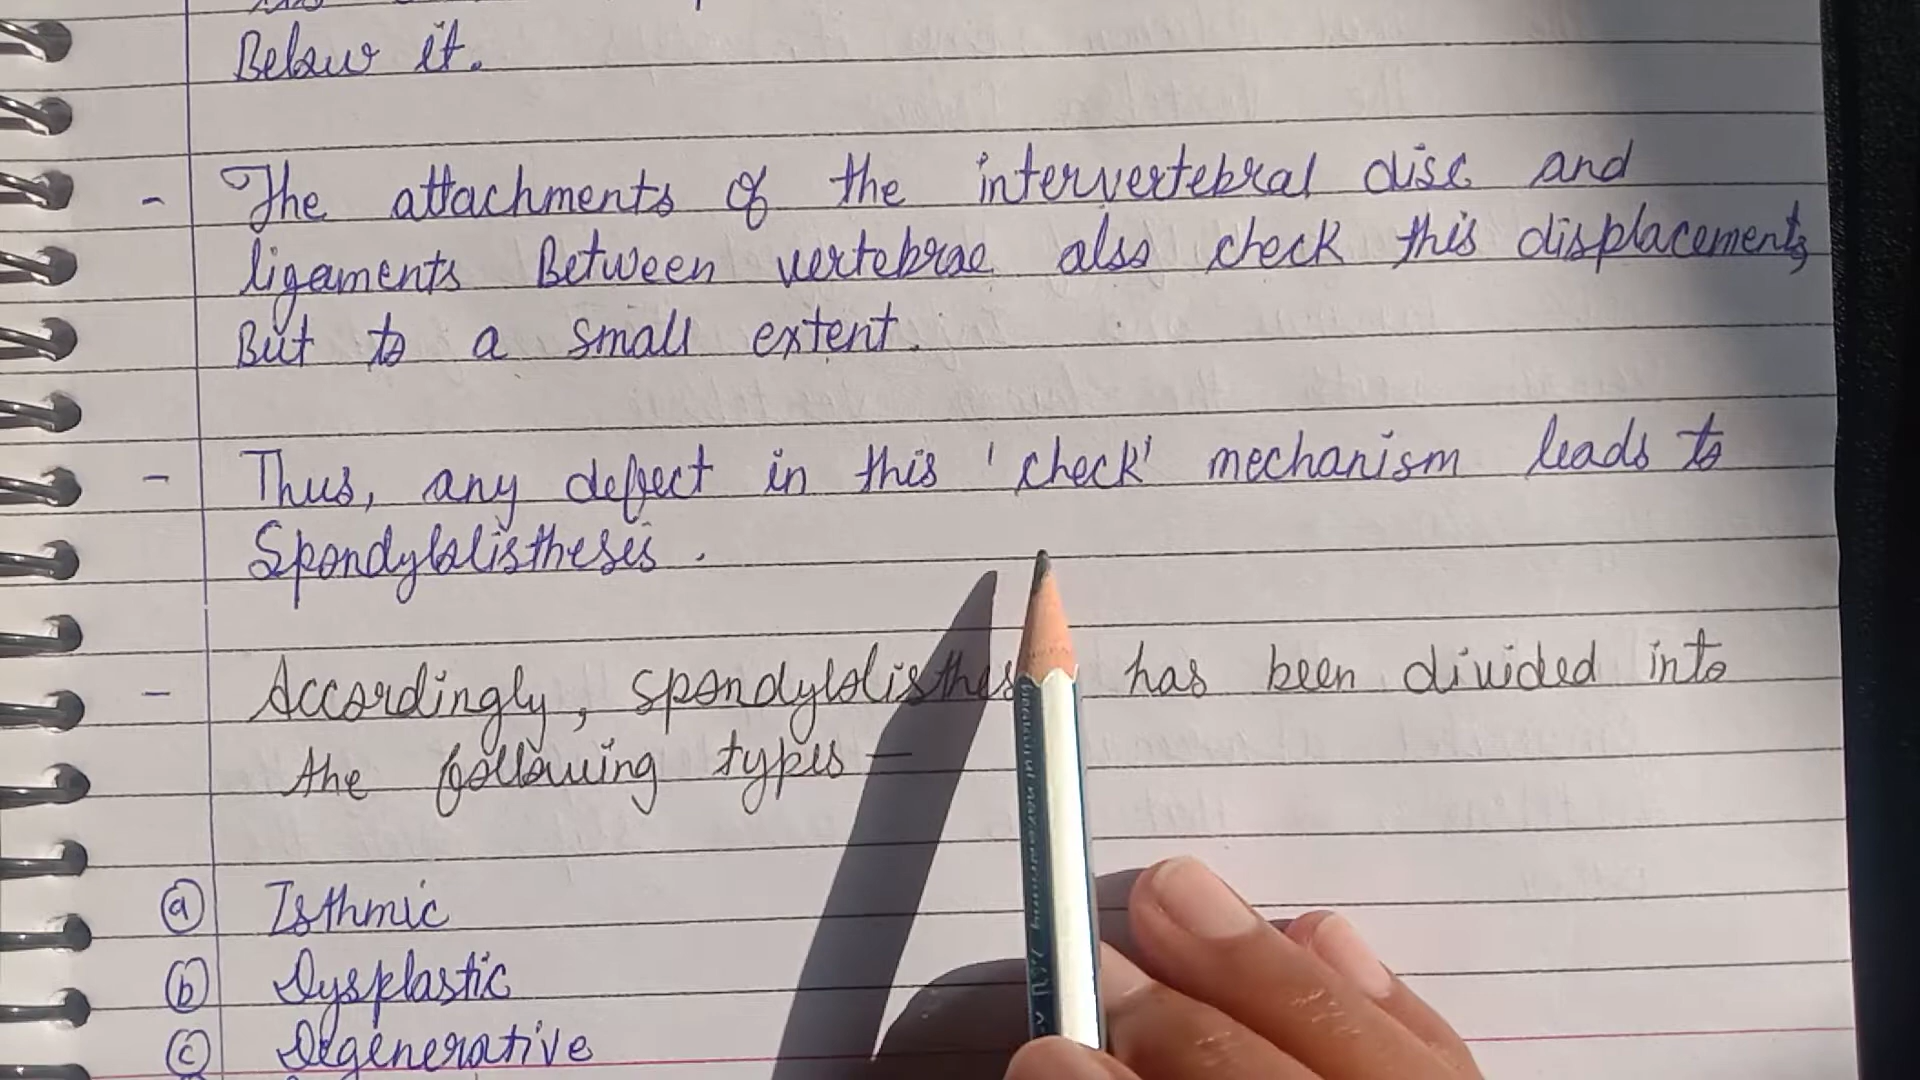 Below it.
- The attachments of the intervertebral disc and
ligaments Between vertebrae also check this displacements
But to a small extent.
- Thus, any defect in this 'check' mechanism leads to
Spondylolistheses.
- Accordingly, spondylolisthes has been divided into
the following types —
(a) Isthmic
(b) Dysplastic
(c) Degenerative